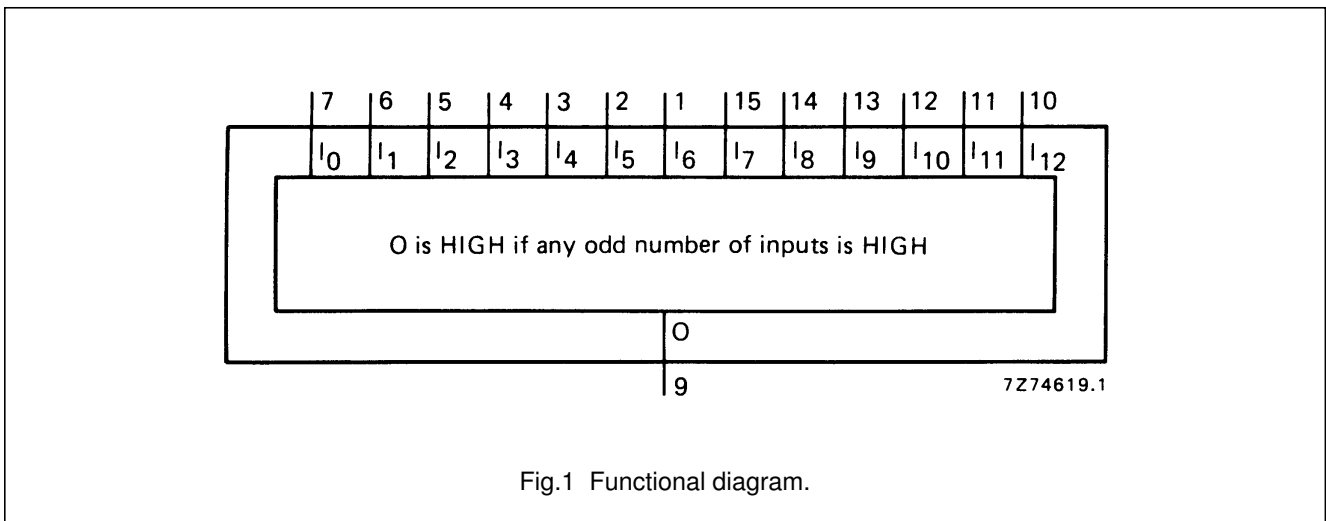 7 6 5 4 3 2 1 15 14 13 12 11 10
I0 I1 I2 I3 I4 I5 I6 I7 I8 I9 I10 I11 I12
O is HIGH if any odd number of inputs is HIGH
O
9
7Z74619.1
Fig.1 Functional diagram.